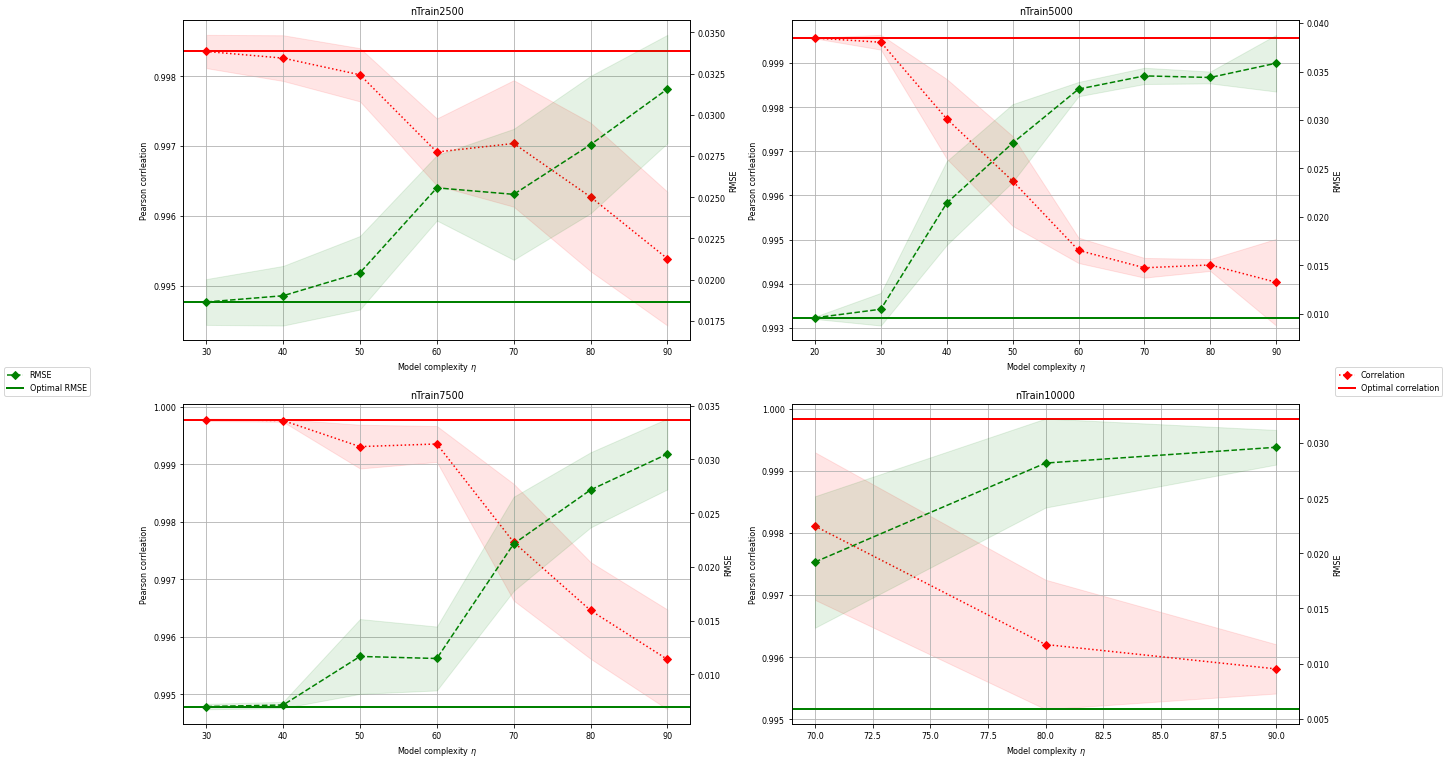 nTrain2500
Pearson corrleation
0.998
0.997
0.996
0.995
0.0350
0.0325
0.0300
0.0275
0.0250
0.0225
0.0200
0.0175
RMSE
30 40 50 60 70 80 90
Model complexity η
nTrain5000
Pearson corrleation
0.999
0.998
0.997
0.996
0.995
0.994
0.993
0.040
0.035
0.030
0.025
0.020
0.015
0.010
RMSE
20 30 40 50 60 70 80 90
Model complexity η
RMSE
Optimal RMSE
Correlation
Optimal correlation
nTrain7500
Pearson corrleation
1.000
0.999
0.998
0.997
0.996
0.995
0.035
0.030
0.025
0.020
0.015
0.010
RMSE
30 40 50 60 70 80 90
Model complexity η
nTrain10000
Pearson corrleation
1.000
0.999
0.998
0.997
0.996
0.995
0.030
0.025
0.020
0.015
0.010
0.005
RMSE
70.0 72.5 75.0 77.5 80.0 82.5 85.0 87.5 90.0
Model complexity η